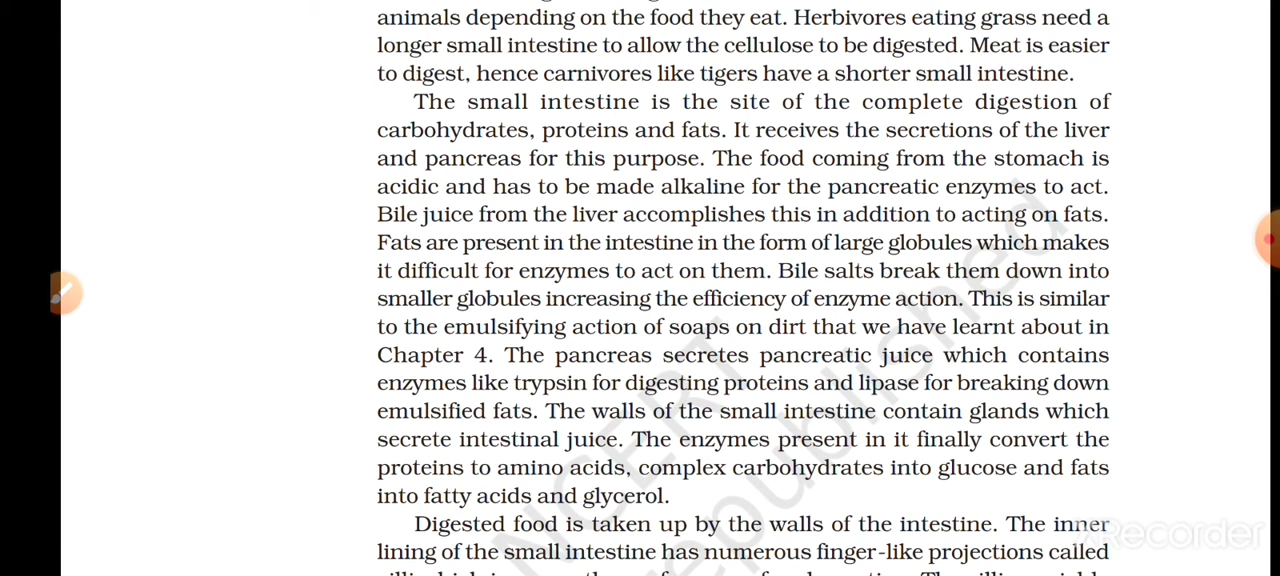 animals depending on the food they eat. Herbivores eating grass need a
longer small intestine to allow the cellulose to be digested. Meat is easier
to digest, hence carnivores like tigers have a shorter small intestine.
The small intestine is the site of the complete digestion of
carbohydrates, proteins and fats. It receives the secretions of the liver
and pancreas for this purpose. The food coming from the stomach is
acidic and has to be made alkaline for the pancreatic enzymes to act.
Bile juice from the liver accomplishes this in addition to acting on fats.
Fats are present in the intestine in the form of large globules which makes
it difficult for enzymes to act on them. Bile salts break them down into
smaller globules increasing the efficiency of enzyme action. This is similar
to the emulsifying action of soaps on dirt that we have learnt about in
Chapter 4. The pancreas secretes pancreatic juice which contains
enzymes like trypsin for digesting proteins and lipase for breaking down
emulsified fats. The walls of the small intestine contain glands which
secrete intestinal juice. The enzymes present in it finally convert the
proteins to amino acids, complex carbohydrates into glucose and fats
into fatty acids and glycerol.
Digested food is taken up by the walls of the intestine. The inner
lining of the small intestine has numerous finger-like projections called
NCERT
republished
XRecorder